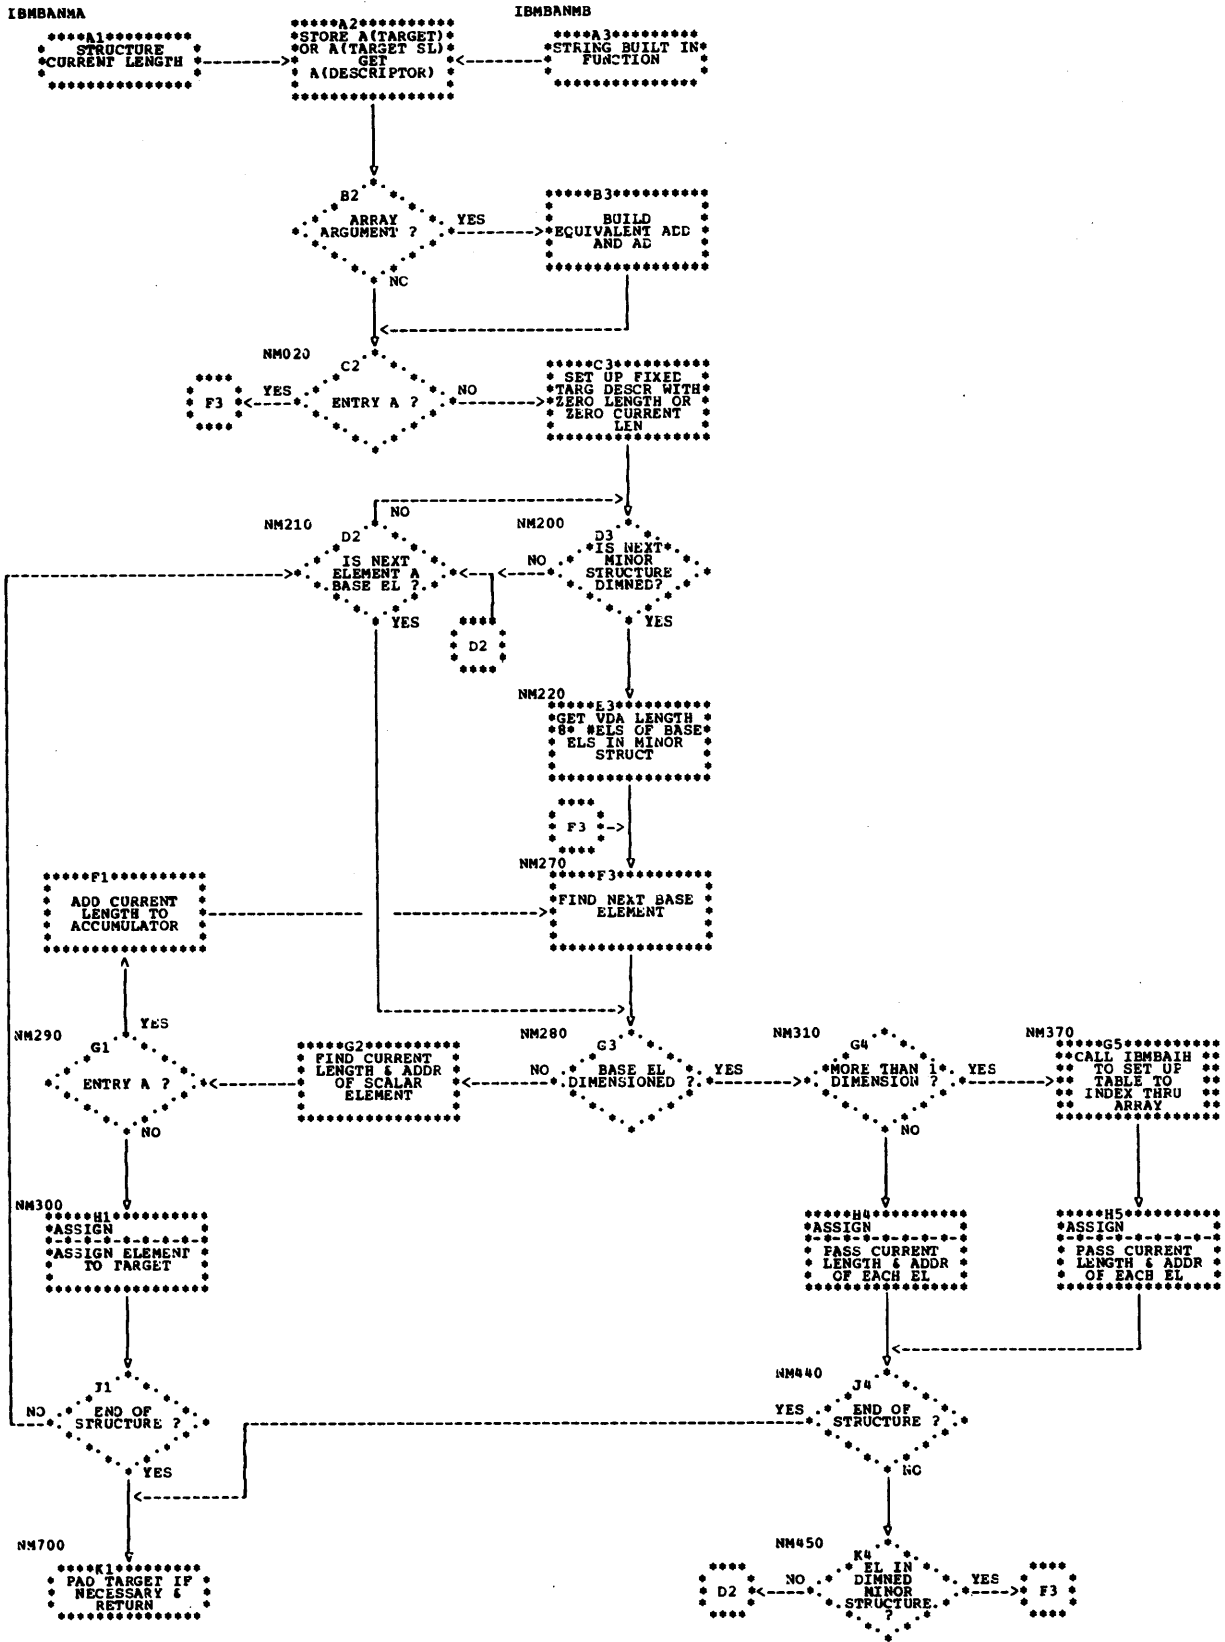 IBMBANMA
IBMBANMB
A1
STRUCTURE
CURRENT LENGTH
A2
STORE A(TARGET)
OR A(TARGET SL)
GET
A(DESCRIPTOR)
A3
STRING BUILT IN
FUNCTION
B2
ARRAY
ARGUMENT ?
YES
NC
B3
BUILD
EQUIVALENT ADD
AND AD
NM020
F3
YES
C2
ENTRY A ?
NO
C3
SET UP FIXED
TARG DESCR WITH
ZERO LENGTH OR
ZERO CURRENT
LEN
NM210
NO
D2
IS NEXT
ELEMENT A
BASE EL ?
YES
NM200
NO
D3
IS NEXT
MINOR
STRUCTURE
DIMNED?
YES
D2
NM220
E3
GET VDA LENGTH
8* #ELS OF BASE
ELS IN MINOR
STRUCT
F3
NM270
F1
ADD CURRENT
LENGTH TO
ACCUMULATOR
F3
FIND NEXT BASE
ELEMENT
NM290
YES
G1
ENTRY A ?
NO
G2
FIND CURRENT
LENGTH & ADDR
OF SCALAR
ELEMENT
NM280
NO
G3
BASE EL
DIMENSIONED ?
YES
NM310
G4
MORE THAN 1
DIMENSION ?
YES
NO
NM370
G5
CALL IBMBAIH
TO SET UP
TABLE TO
INDEX THRU
ARRAY
NM300
H1
ASSIGN
ASSIGN ELEMENT
TO TARGET
H4
ASSIGN
PASS CURRENT
LENGTH & ADDR
OF EACH EL
H5
ASSIGN
PASS CURRENT
LENGTH & ADDR
OF EACH EL
NO
J1
END OF
STRUCTURE ?
YES
NM440
YES
J4
END OF
STRUCTURE ?
NO
NM700
K1
PAD TARGET IF
NECESSARY &
RETURN
NM450
D2
NO
K4
EL IN
DIMNED
MINOR
STRUCTURE
?
YES
F3